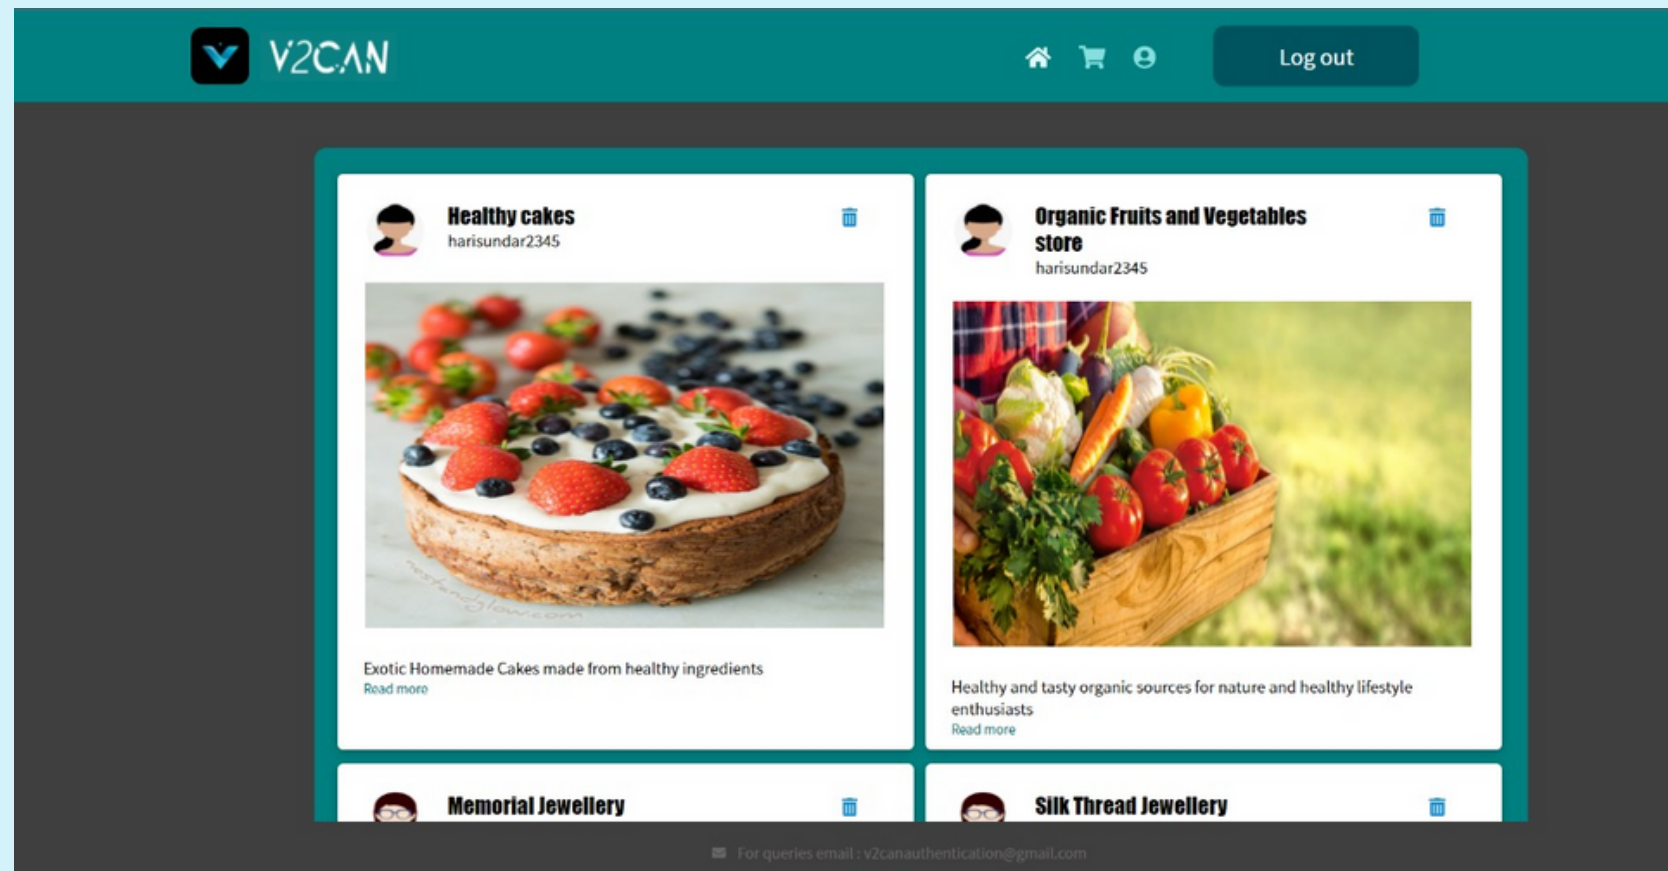 V2CAN
Log out
Healthy cakes
harisundar2345
nestandglow.com
Exotic Homemade Cakes made from healthy ingredients
Read more
Organic Fruits and Vegetables
store
harisundar2345
Healthy and tasty organic sources for nature and healthy lifestyle
enthusiasts
Read more
Memorial Jewellery
Silk Thread Jewellery
For queries email : v2canauthentication@gmail.com